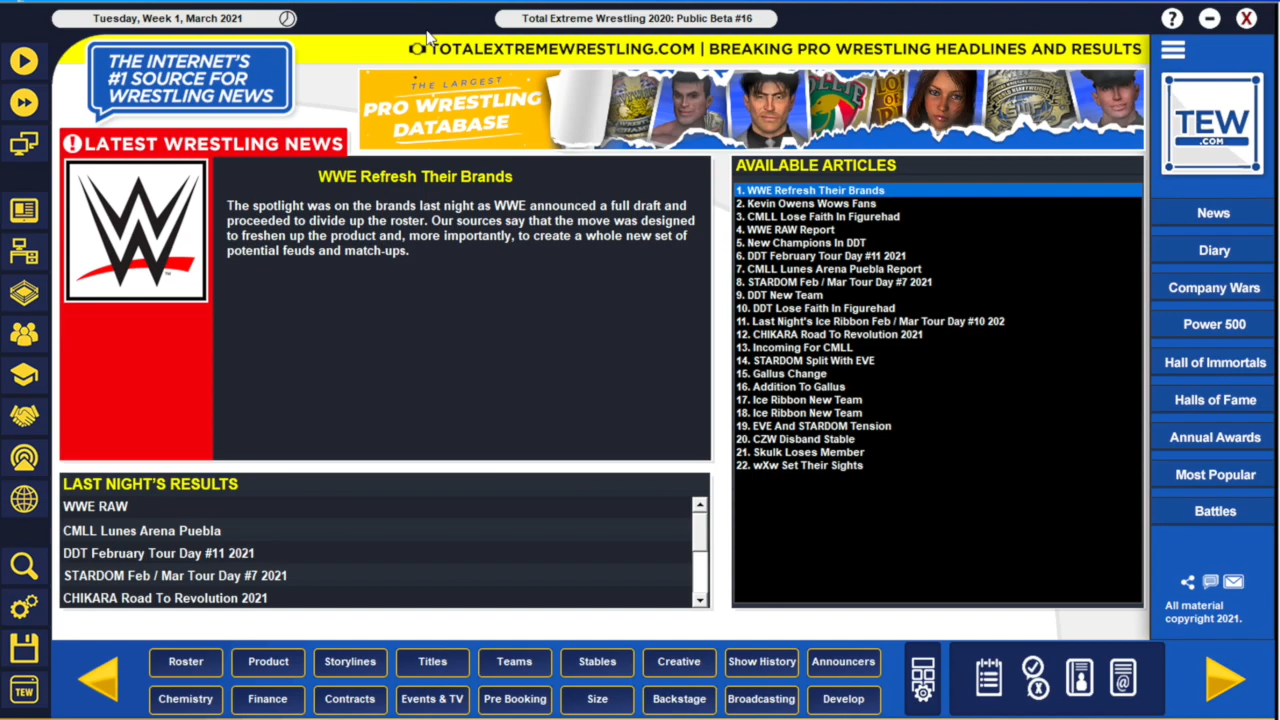 Tuesday, Week 1, March 2021
Total Extreme Wrestling 2020: Public Beta #16
?
X
TOTALEXTREMEWRESTLING.COM | BREAKING PRO WRESTLING HEADLINES AND RESULTS
THE INTERNET'S
#1 SOURCE FOR
WRESTLING NEWS
THE LARGEST
PRO WRESTLING
DATABASE
TEW
.COM
! LATEST WRESTLING NEWS
WWE Refresh Their Brands
The spotlight was on the brands last night as WWE announced a full draft and
proceeded to divide up the roster. Our sources say that the move was designed
to freshen up the product and, more importantly, to create a whole new set of
potential feuds and match-ups.
AVAILABLE ARTICLES
1. WWE Refresh Their Brands
2. Kevin Owens Wows Fans
3. CMLL Lose Faith In Figurehad
4. WWE RAW Report
5. New Champions In DDT
6. DDT February Tour Day #11 2021
7. CMLL Lunes Arena Puebla Report
8. STARDOM Feb / Mar Tour Day #7 2021
9. DDT New Team
10. DDT Lose Faith In Figurehad
11. Last Night's Ice Ribbon Feb / Mar Tour Day #10 202
12. CHIKARA Road To Revolution 2021
13. Incoming For CMLL
14. STARDOM Split With EVE
15. Gallus Change
16. Addition To Gallus
17. Ice Ribbon New Team
18. Ice Ribbon New Team
19. EVE And STARDOM Tension
20. CZW Disband Stable
21. Skulk Loses Member
22. wXw Set Their Sights
News
Diary
Company Wars
Power 500
Hall of Immortals
Halls of Fame
Annual Awards
Most Popular
Battles
LAST NIGHT'S RESULTS
WWE RAW
CMLL Lunes Arena Puebla
DDT February Tour Day #11 2021
STARDOM Feb / Mar Tour Day #7 2021
CHIKARA Road To Revolution 2021
All material
copyright 2021.
Roster
Product
Storylines
Titles
Teams
Stables
Creative
Show History
Announcers
Chemistry
Finance
Contracts
Events & TV
Pre Booking
Size
Backstage
Broadcasting
Develop
TEW